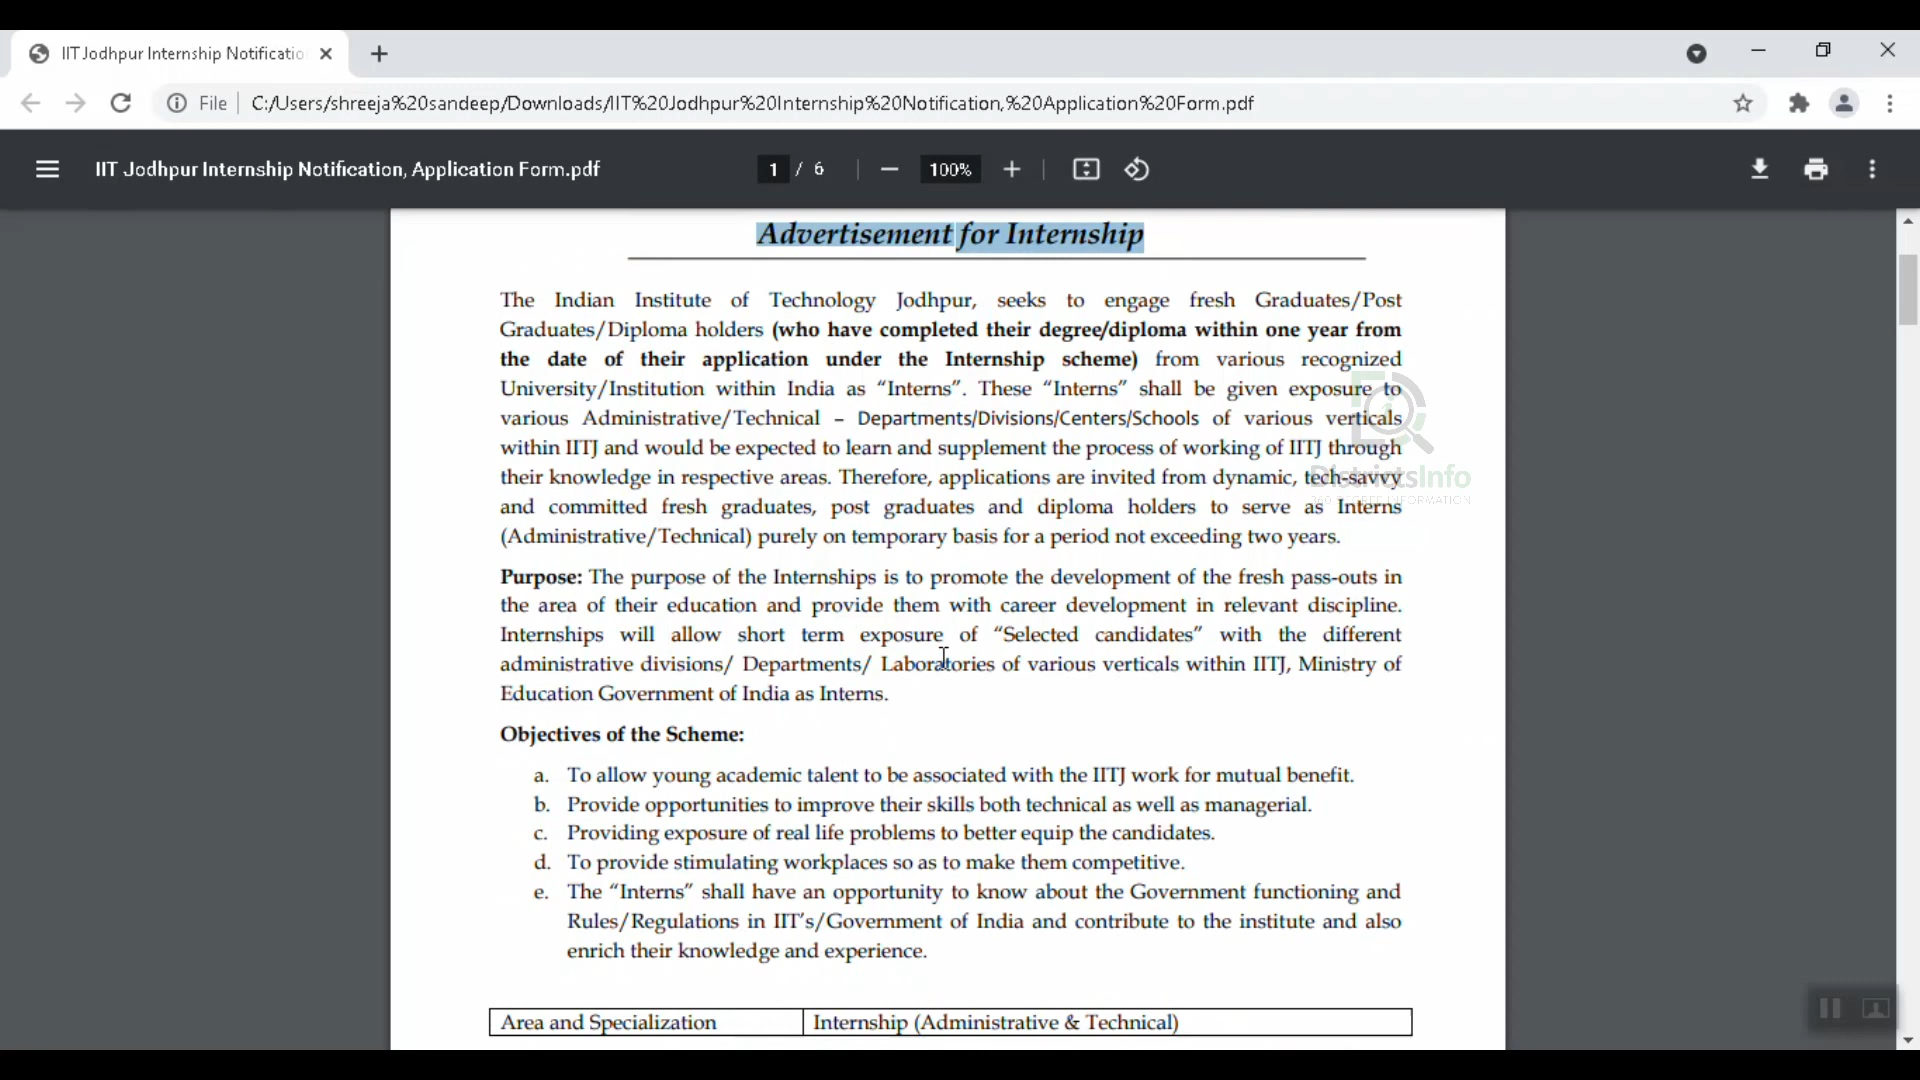 IIT Jodhpur Internship Notificatio
File
C:/Users/shreeja%20sandeep/Downloads/IIT%20Jodhpur%20Internship%20Notification,%20Application%20Form.pdf
IIT Jodhpur Internship Notification, Application Form.pdf
1 / 6
100%
Advertisement for Internship
The Indian Institute of Technology Jodhpur, seeks to engage fresh Graduates/Post
Graduates/Diploma holders (who have completed their degree/diploma within one year from
the date of their application under the Internship scheme) from various recognized
University/Institution within India as “Interns”. These “Interns” shall be given exposure to
various Administrative/Technical – Departments/Divisions/Centers/Schools of various verticals
within IITJ and would be expected to learn and supplement the process of working of IITJ through
their knowledge in respective areas. Therefore, applications are invited from dynamic, tech-savvy
and committed fresh graduates, post graduates and diploma holders to serve as Interns
(Administrative/Technical) purely on temporary basis for a period not exceeding two years.
DistrictsInfo
360 DEGREE INFORMATION
Purpose: The purpose of the Internships is to promote the development of the fresh pass-outs in
the area of their education and provide them with career development in relevant discipline.
Internships will allow short term exposure of “Selected candidates” with the different
administrative divisions/ Departments/ Laboratories of various verticals within IITJ, Ministry of
Education Government of India as Interns.
Objectives of the Scheme:
a. To allow young academic talent to be associated with the IITJ work for mutual benefit.
b. Provide opportunities to improve their skills both technical as well as managerial.
c. Providing exposure of real life problems to better equip the candidates.
d. To provide stimulating workplaces so as to make them competitive.
e. The “Interns” shall have an opportunity to know about the Government functioning and
Rules/Regulations in IIT’s/Government of India and contribute to the institute and also
enrich their knowledge and experience.
Area and Specialization
Internship (Administrative & Technical)